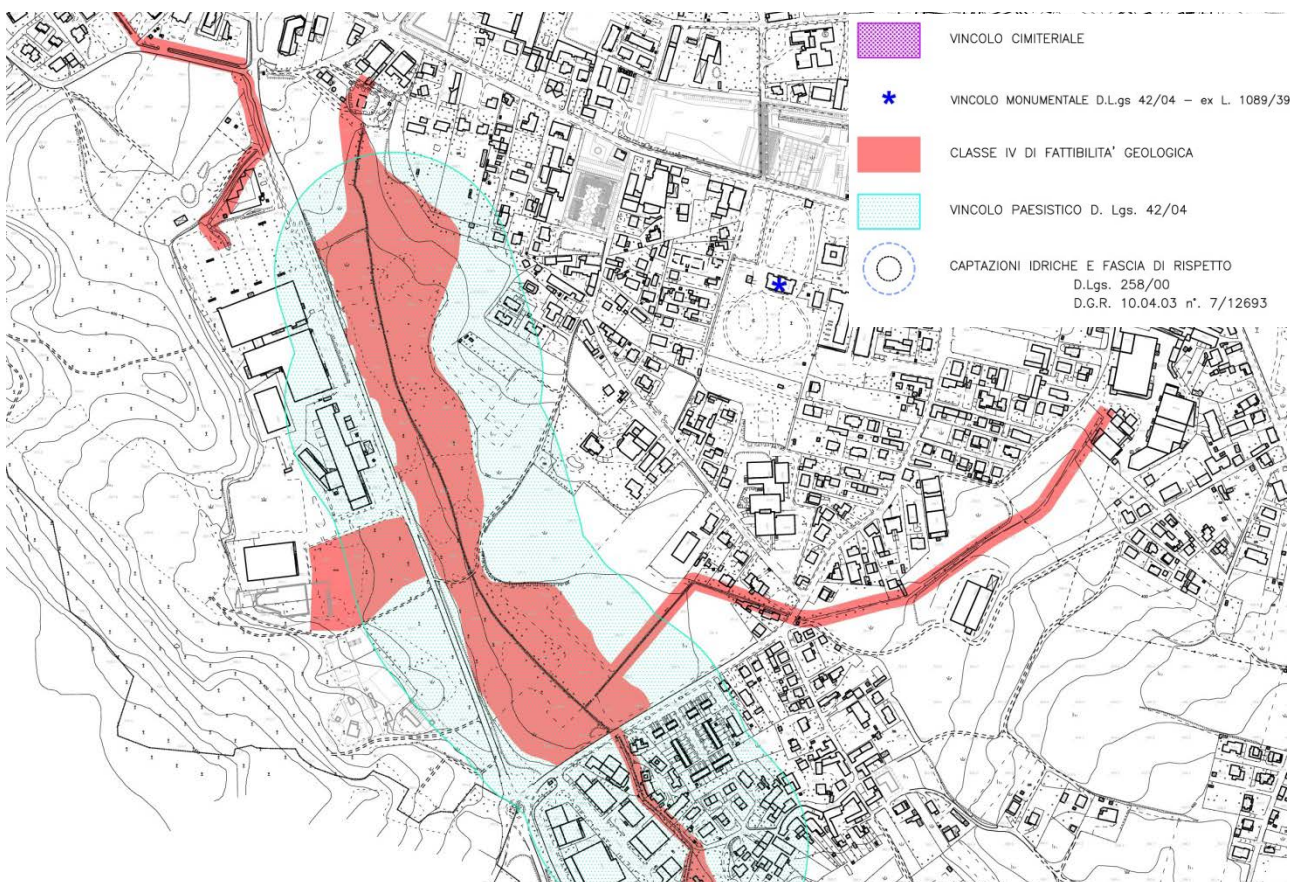 VINCOLO CIMITERIALE
VINCOLO MONUMENTALE D.L.gs 42/04 – ex L. 1089/39
CLASSE IV DI FATTIBILITA' GEOLOGICA
VINCOLO PAESISTICO D. Lgs. 42/04
CAPTAZIONI IDRICHE E FASCIA DI RISPETTO
D.Lgs. 258/00
D.G.R. 10.04.03 n°. 7/12693